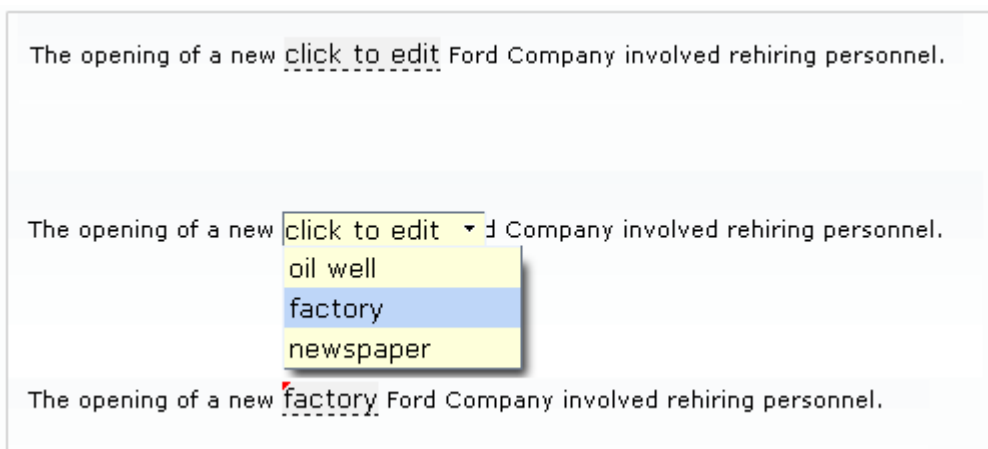 The opening of a new click to edit Ford Company involved rehiring personnel.
The opening of a new click to edit d Company involved rehiring personnel.
oil well
factory
newspaper
The opening of a new factory Ford Company involved rehiring personnel.